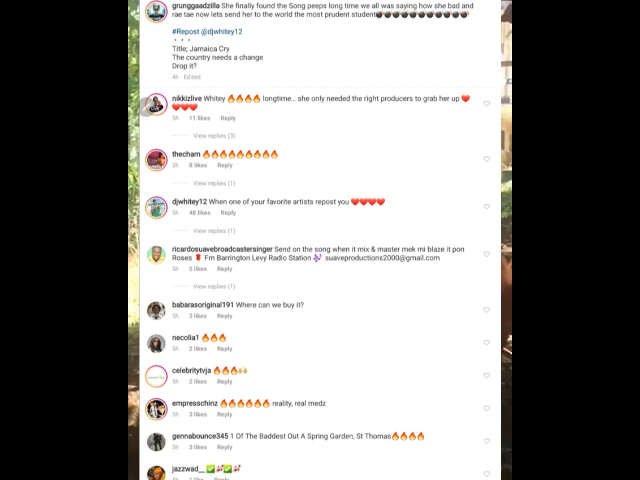 grunggaadzilla She finally found the Song peeps long time we all was saying how she bad and
rae tae now lets send her to the world the most prudent student💣💣💣💣💣💣💣💣💣💣
#Repost @djwhitey12
• • •
Title; Jamaica Cry
The country needs a change
Drop it?
4h · Edited
nikkizlive Whitey 🔥🔥🔥🔥 longtime.. she only needed the right producers to grab her up ❤️
❤️❤️❤️
5h 11 likes Reply
View replies (3)
thecham 🔥🔥🔥🔥🔥🔥🔥🔥🔥
3h 8 likes Reply
View replies (1)
djwhitey12 When one of your favorite artists repost you ❤️❤️❤️❤️
5h 48 likes Reply
View replies (1)
ricardosuavebroadcastersinger Send on the song when it mix & master mek mi blaze it pon
Roses 🌹 Fm Barrington Levy Radio Station 🎶 suaveproductions2000@gmail.com
5h 5 likes Reply
View replies (1)
babarasoriginal191 Where can we buy it?
5h 3 likes Reply
necolia1 🔥🔥🔥
5h 2 likes Reply
celebritytvja 🔥🔥🔥🙌
5h 2 likes Reply
empresschinz 🔥🔥🔥🔥🔥🔥 reality, real medz
5h 3 likes Reply
gennabounce345 1 Of The Baddest Out A Spring Garden, St Thomas🔥🔥🔥🔥
5h 3 likes Reply
jazzwad__ ✅🚀✅🚀
5h 1 like Reply